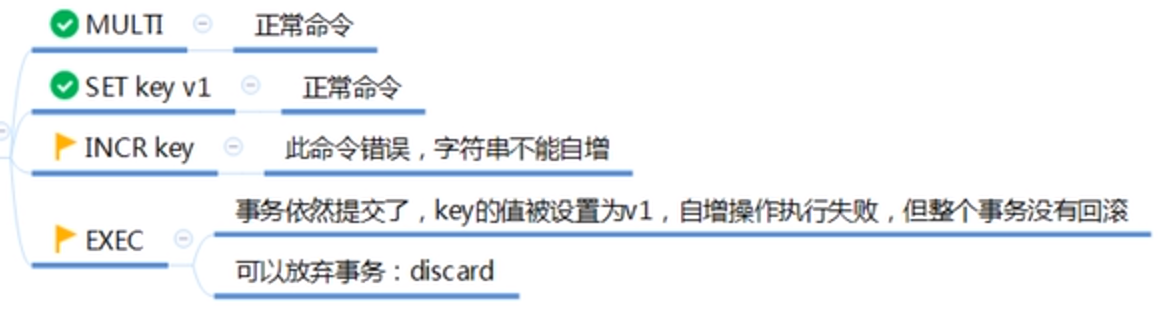 MULTI 正常命令
SET key v1 正常命令
INCR key 此命令错误，字符串不能自增
事务依然提交了，key的值被设置为v1，自增操作执行失败，但整个事务没有回滚
EXEC
可以放弃事务：discard